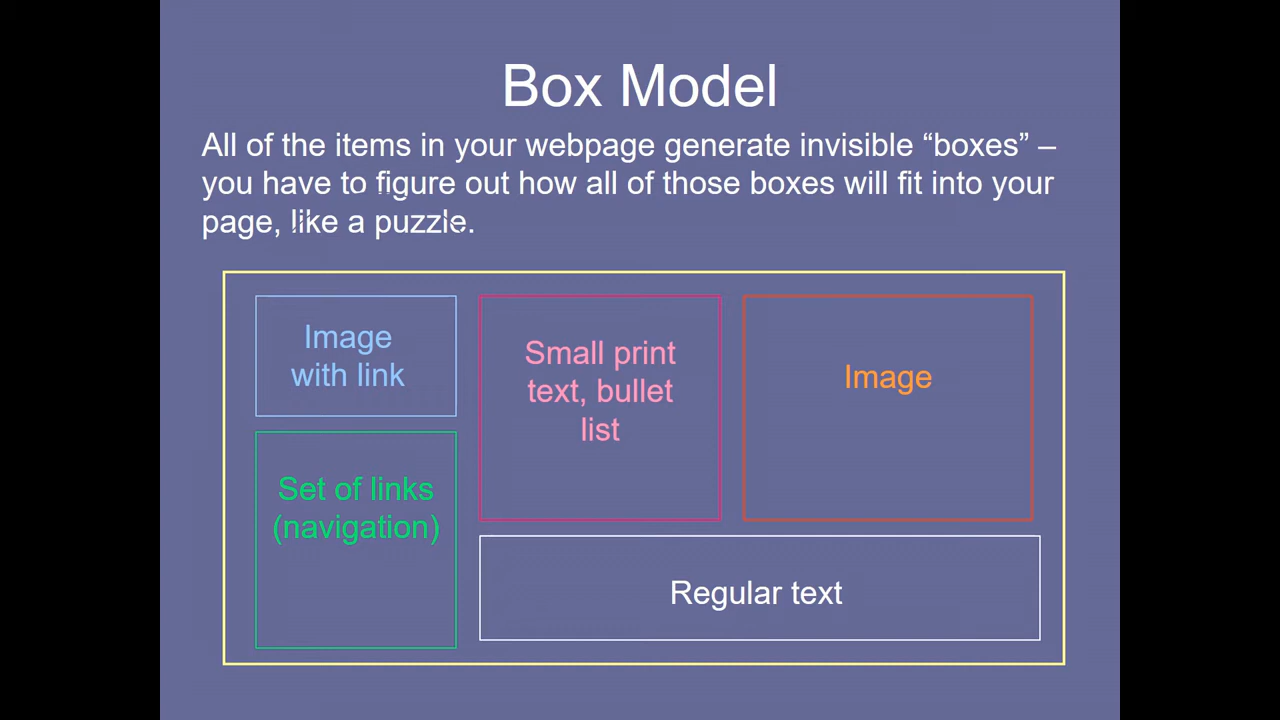 Box Model
All of the items in your webpage generate invisible “boxes” –
you have to figure out how all of those boxes will fit into your
page, like a puzzle.
Image
with link
Small print
text, bullet
list
Image
Set of links
(navigation)
Regular text